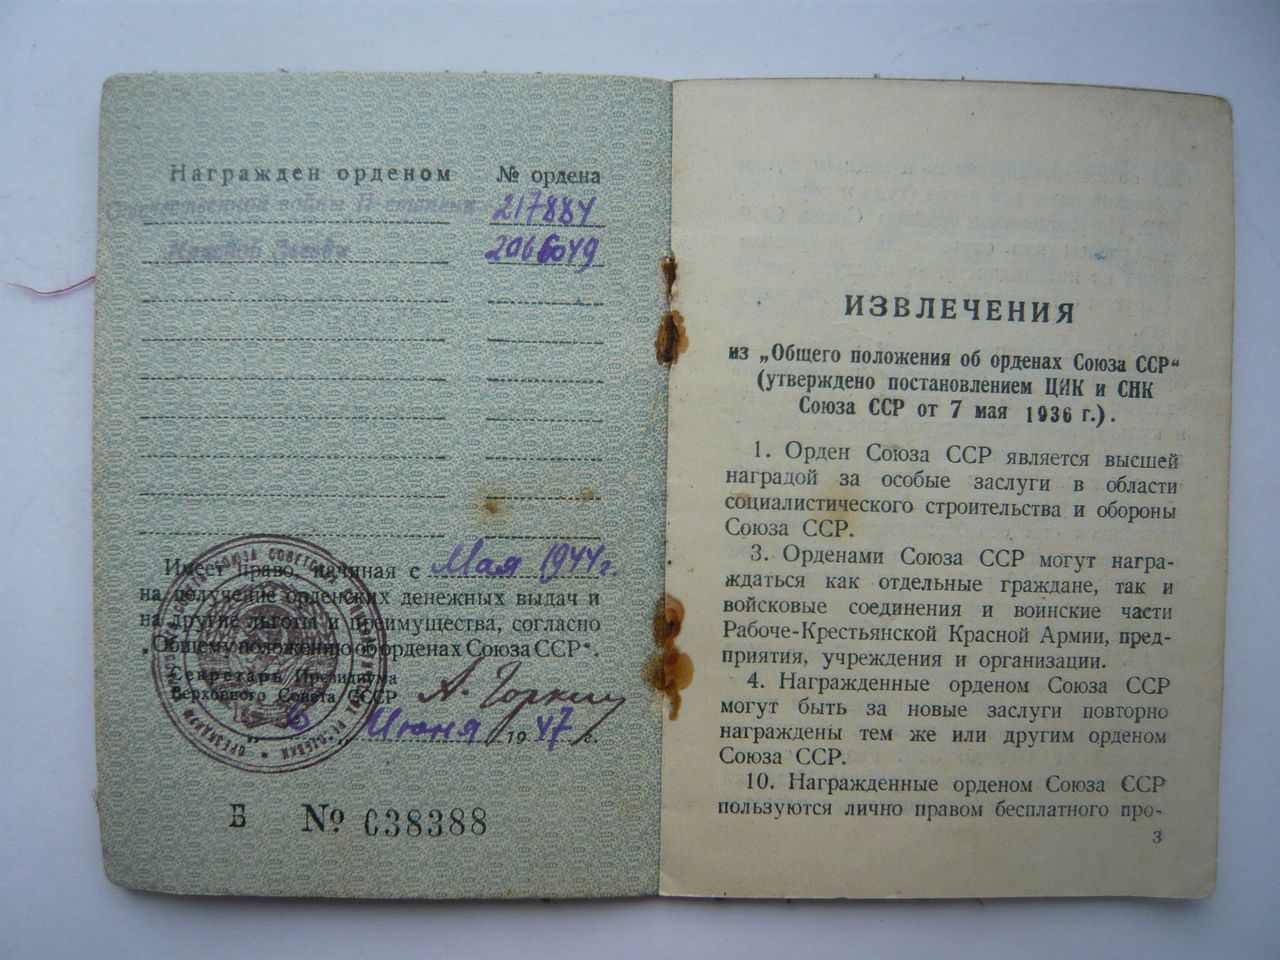 Награжден орденом № ордена
Отечественной войны II степени 217884
Красной Звезды 2066049
Имеет право, начиная с Мая 1944г.
на получение орденских денежных выдач и
на другие льготы и преимущества, согласно
„Общему положению об орденах Союза ССР“.
Секретарь Президиума
Верховного Совета СССР А. Горкин
„6„ Июня 1947 г.
Б № 038388
ИЗВЛЕЧЕНИЯ
из „Общего положения об орденах Союза ССР“
(утверждено постановлением ЦИК и СНК
Союза ССР от 7 мая 1936 г.).
1. Орден Союза ССР является высшей
наградой за особые заслуги в области
социалистического строительства и обороны
Союза ССР.
3. Орденами Союза ССР могут награ-
ждаться как отдельные граждане, так и
войсковые соединения и воинские части
Рабоче-Крестьянской Красной Армии, пред-
приятия, учреждения и организации.
4. Награжденные орденом Союза ССР
могут быть за новые заслуги повторно
награждены тем же или другим орденом
Союза ССР.
10. Награжденные орденом Союза ССР
пользуются лично правом бесплатного про-
3